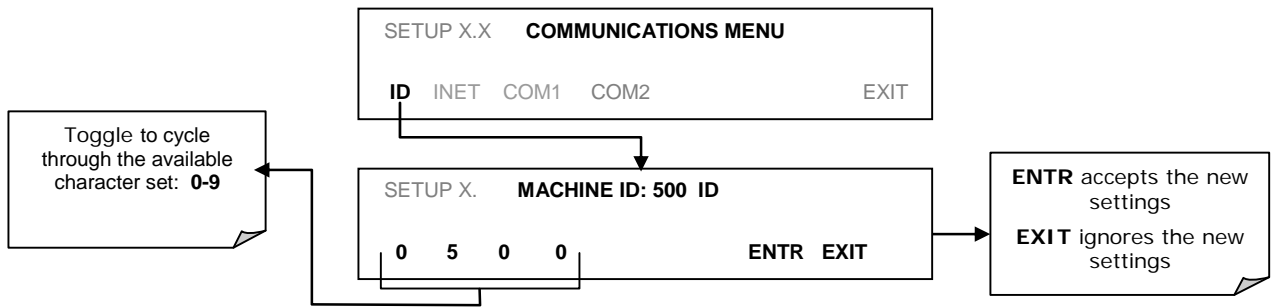 SETUP X.X COMMUNICATIONS MENU
ID INET COM1 COM2 EXIT
Toggle to cycle
through the available
character set: 0-9
SETUP X. MACHINE ID: 500 ID
0 5 0 0 ENTR EXIT
ENTR accepts the new
settings
EXIT ignores the new
settings